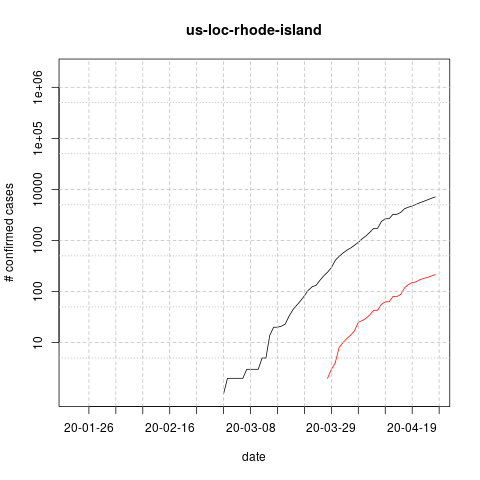 us-loc-rhode-island
# confirmed cases
1e+06
1e+05
10000
1000
100
10
20-01-26 20-02-16 20-03-08 20-03-29 20-04-19
date